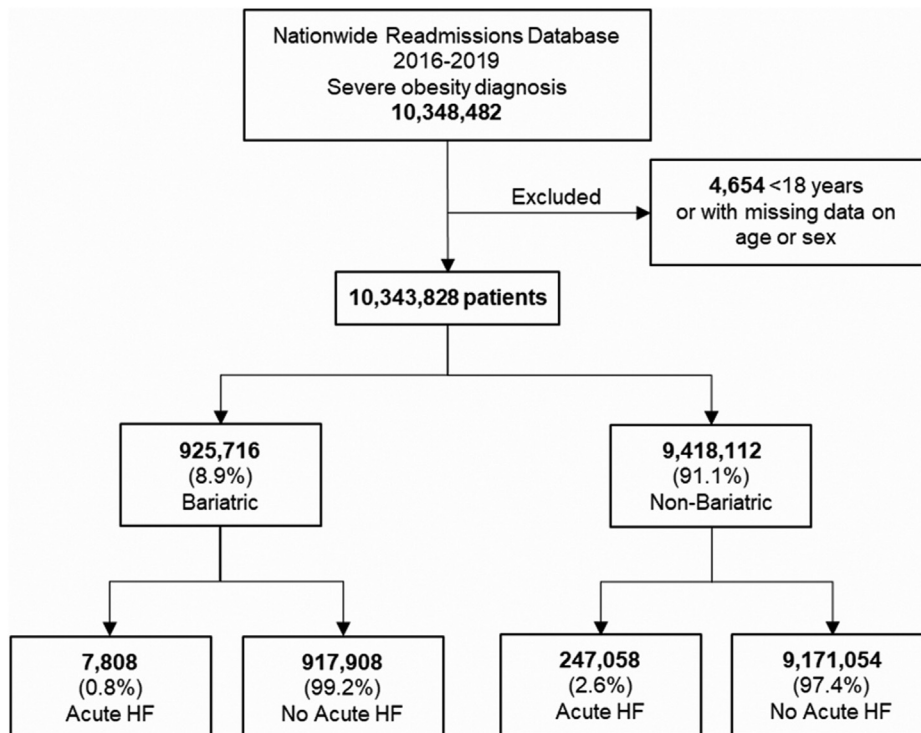 Nationwide Readmissions Database
2016-2019
Severe obesity diagnosis
10,348,482
Excluded
4,654 <18 years
or with missing data on
age or sex
10,343,828 patients
925,716
(8.9%)
Bariatric
9,418,112
(91.1%)
Non-Bariatric
7,808
(0.8%)
Acute HF
917,908
(99.2%)
No Acute HF
247,058
(2.6%)
Acute HF
9,171,054
(97.4%)
No Acute HF